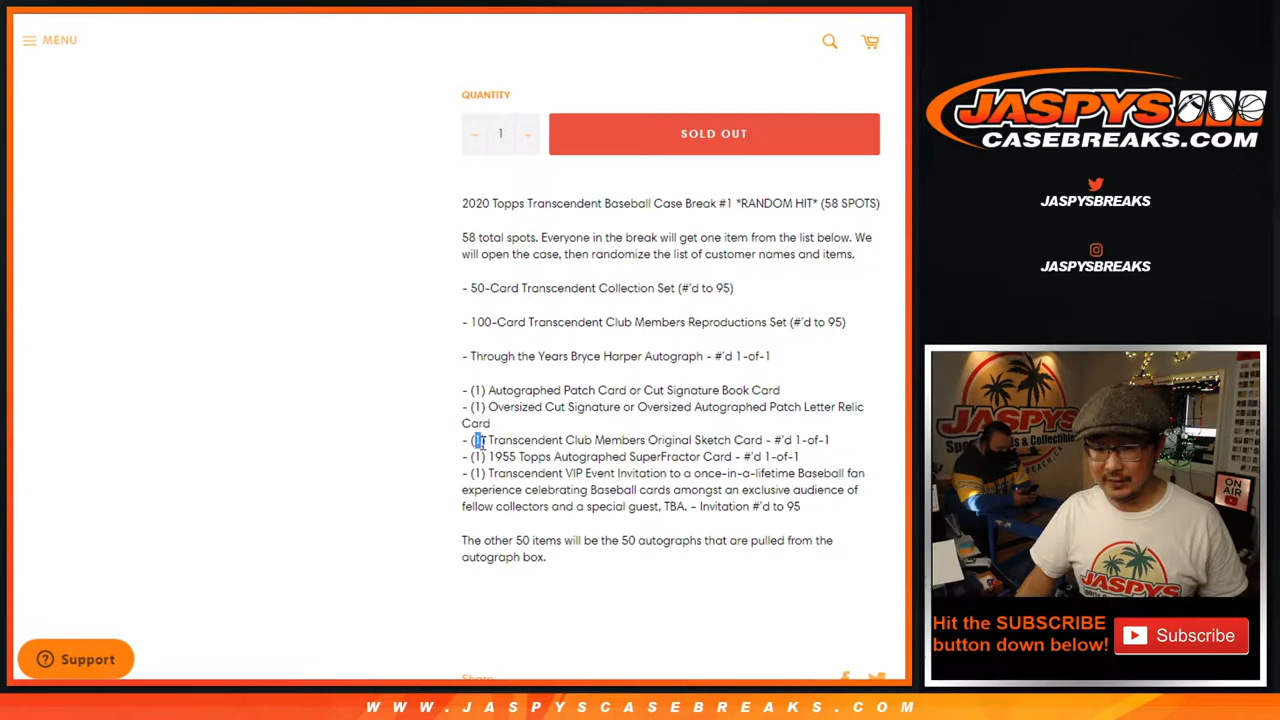 MENU
QUANTITY
− 1 +
SOLD OUT
2020 Topps Transcendent Baseball Case Break #1 *RANDOM HIT* (58 SPOTS)
58 total spots. Everyone in the break will get one item from the list below. We
will open the case, then randomize the list of customer names and items.
- 50-Card Transcendent Collection Set (#'d to 95)
- 100-Card Transcendent Club Members Reproductions Set (#'d to 95)
- Through the Years Bryce Harper Autograph - #'d 1-of-1
- (1) Autographed Patch Card or Cut Signature Book Card
- (1) Oversized Cut Signature or Oversized Autographed Patch Letter Relic
Card
- (1) Transcendent Club Members Original Sketch Card - #'d 1-of-1
- (1) 1955 Topps Autographed SuperFractor Card - #'d 1-of-1
- (1) Transcendent VIP Event Invitation to a once-in-a-lifetime Baseball fan
experience celebrating Baseball cards amongst an exclusive audience of
fellow collectors and a special guest, TBA. – Invitation #'d to 95
The other 50 items will be the 50 autographs that are pulled from the
autograph box.
Share
Support
JASPYS
CASEBREAKS.COM
JASPYSBREAKS
JASPYSBREAKS
JASPY'S
ON
AIR
JASPYS
Hit the SUBSCRIBE
button down below!
Subscribe
WWW.JASPYSCASEBREAKS.COM